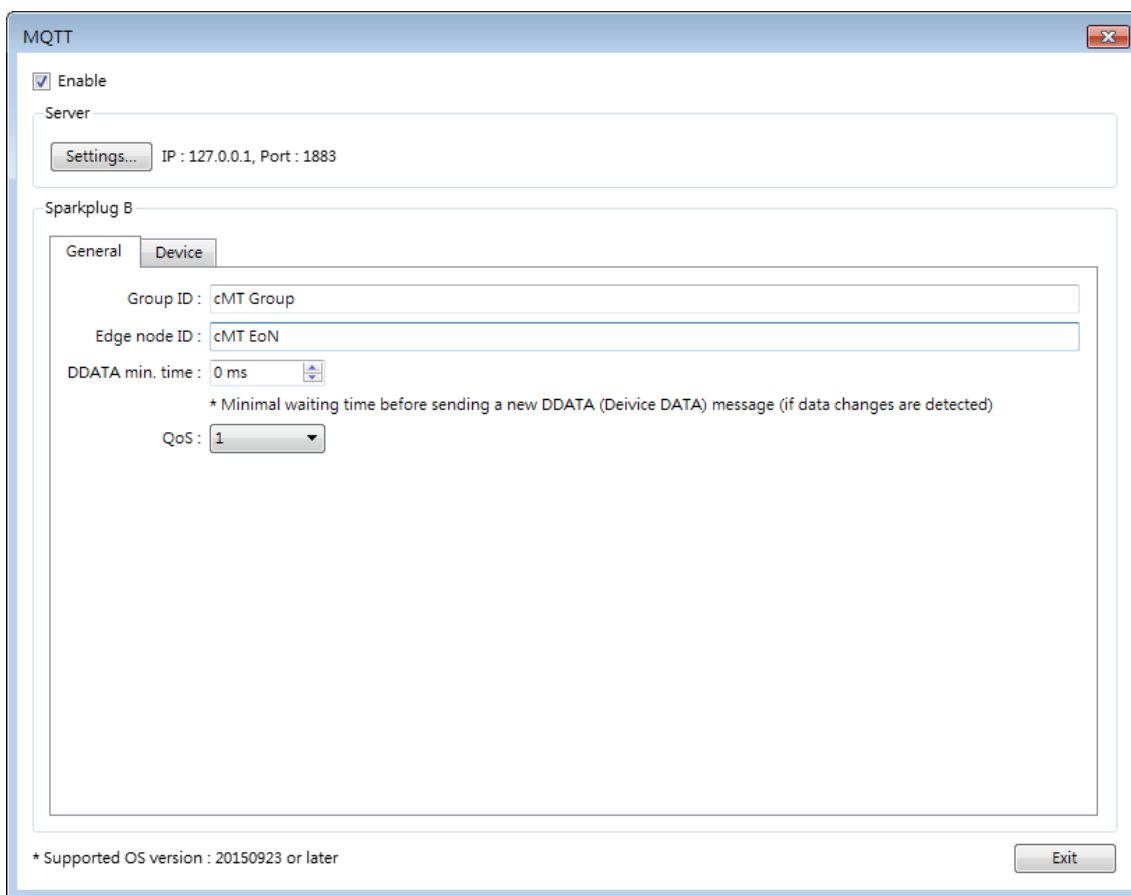 MQTT
Enable
Server
Settings... IP : 127.0.0.1, Port : 1883
Sparkplug B
General Device
Group ID : cMT Group
Edge node ID : cMT EoN
DDATA min. time : 0 ms
* Minimal waiting time before sending a new DDATA (Deivice DATA) message (if data changes are detected)
QoS : 1
* Supported OS version : 20150923 or later Exit